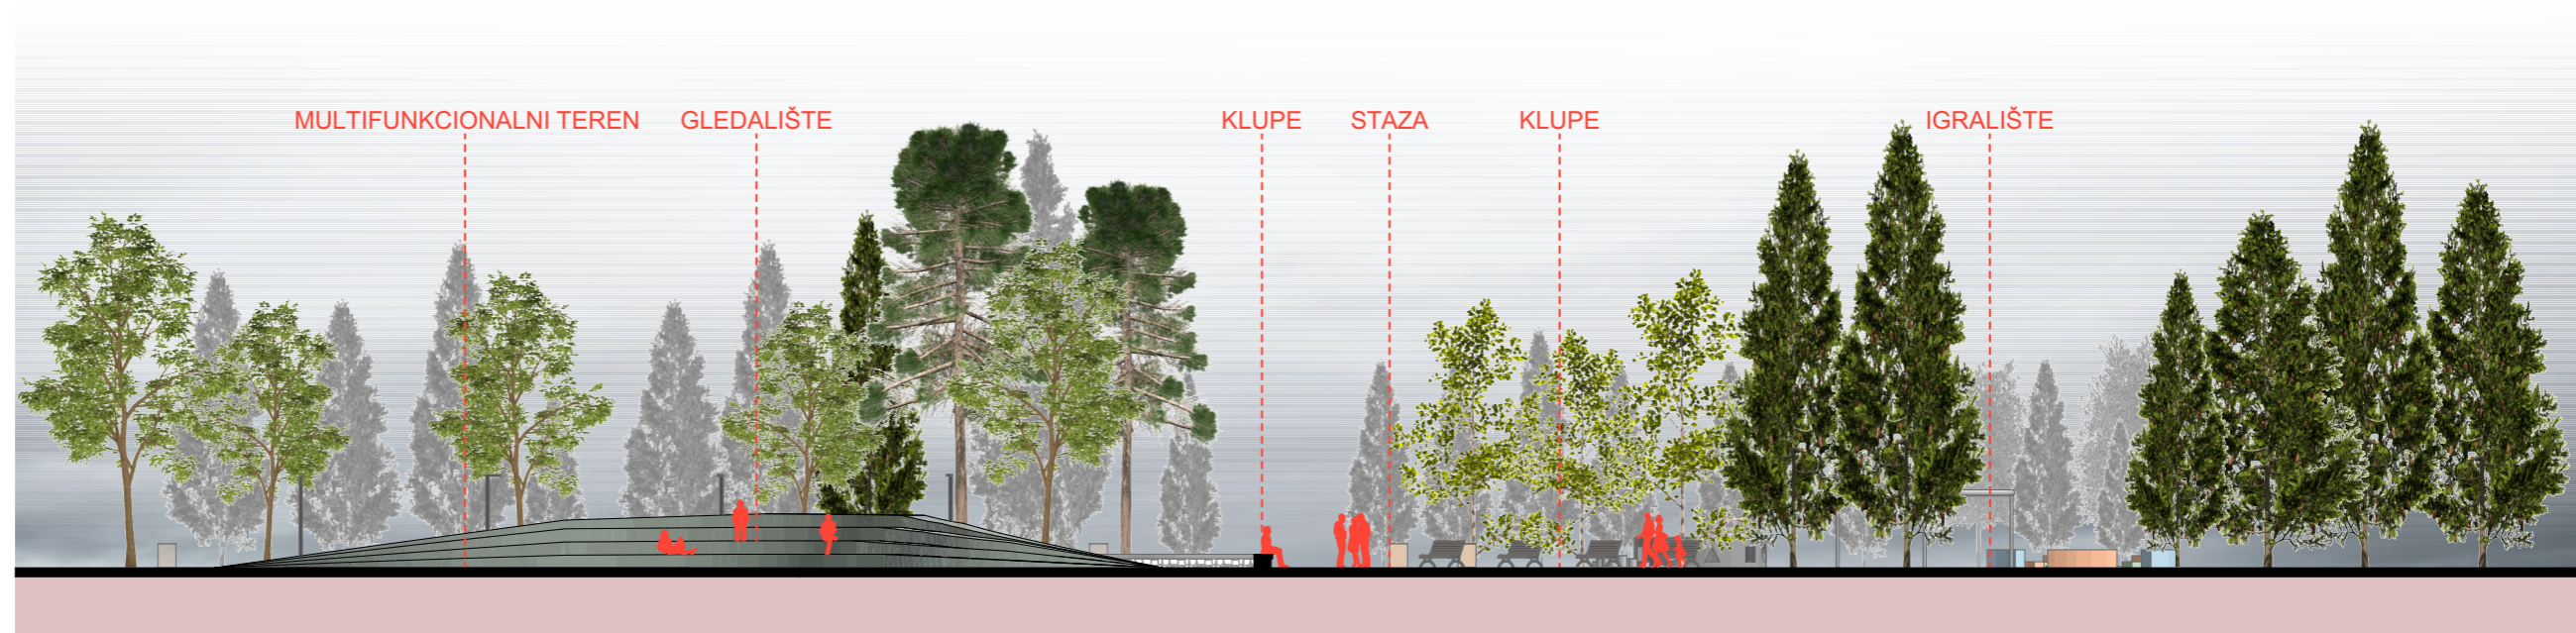 MULTIFUNKCIONALNI TEREN
GLEDALIŠTE
KLUPE
STAZA
KLUPE
IGRALIŠTE